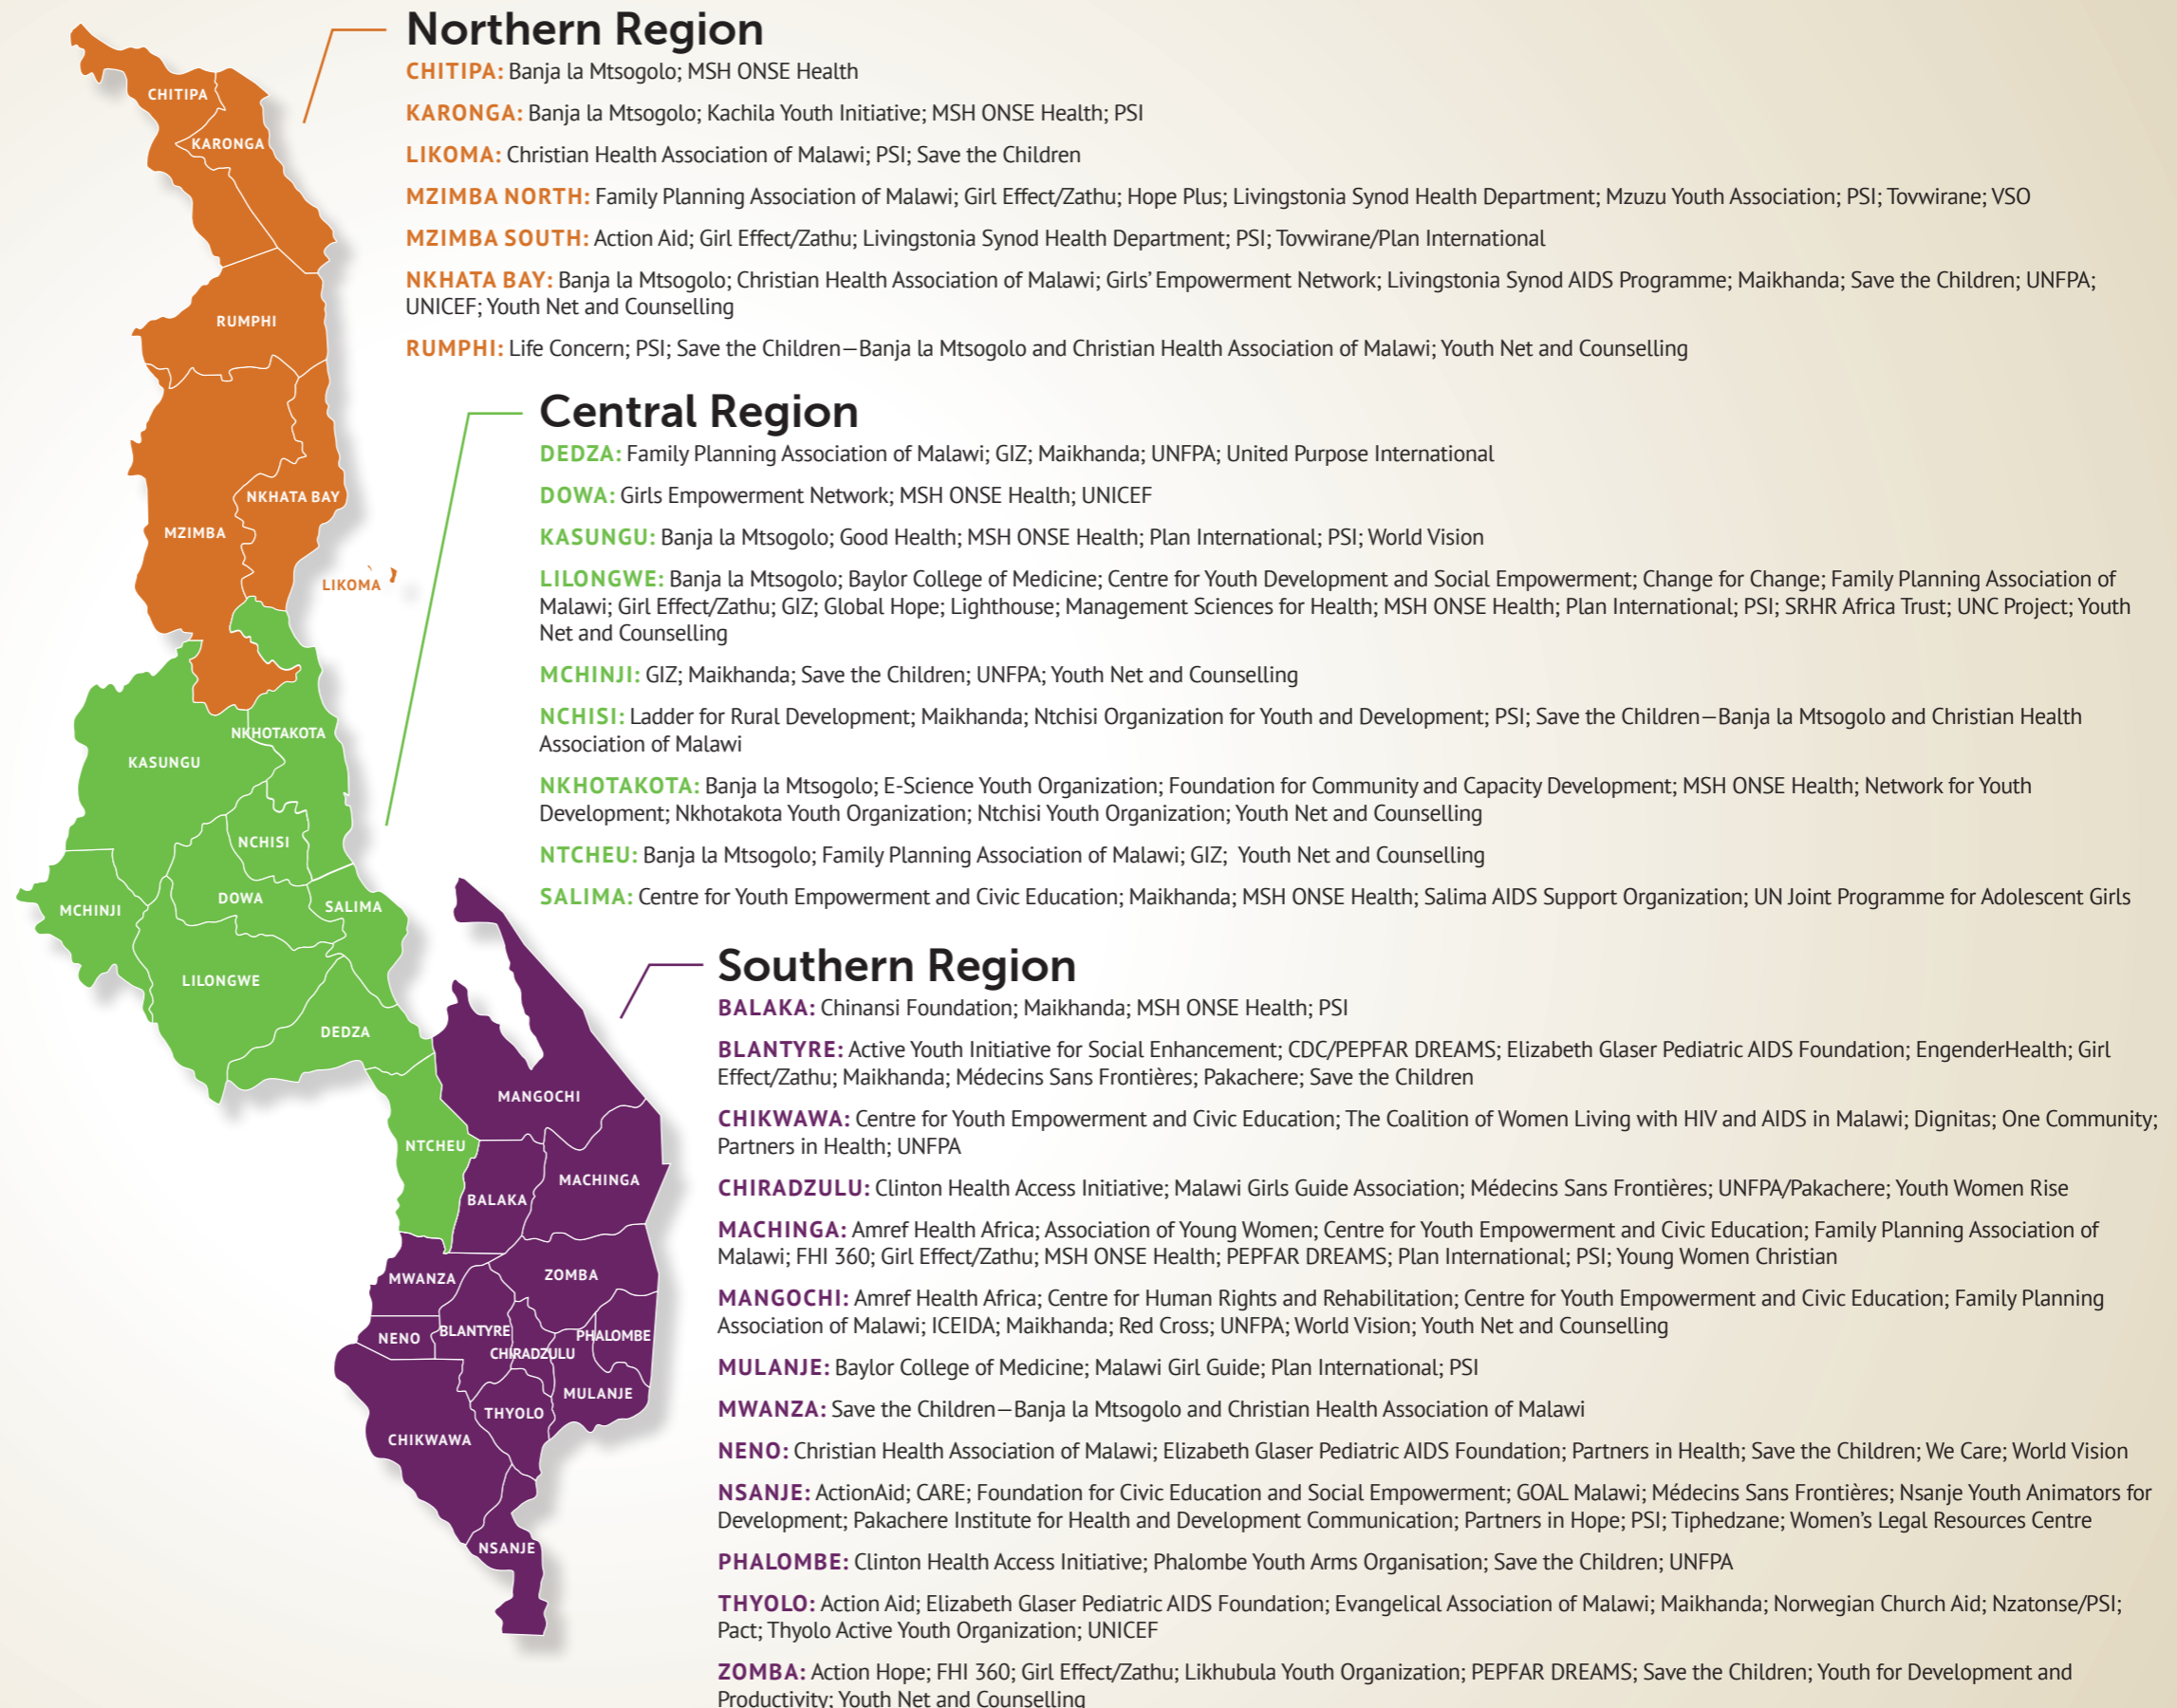 Northern Region
CHITIPA: Banja la Mtsogolo; MSH ONSE Health
KARONGA: Banja la Mtsogolo; Kachila Youth Initiative; MSH ONSE Health; PSI
LIKOMA: Christian Health Association of Malawi; PSI; Save the Children
MZIMBA NORTH: Family Planning Association of Malawi; Girl Effect/Zathu; Hope Plus; Livingstonia Synod Health Department; Mzuzu Youth Association; PSI; Tovwirane; VSO
MZIMBA SOUTH: Action Aid; Girl Effect/Zathu; Livingstonia Synod Health Department; PSI; Tovwirane/Plan International
NKHATA BAY: Banja la Mtsogolo; Christian Health Association of Malawi; Girls' Empowerment Network; Livingstonia Synod AIDS Programme; Maikhanda; Save the Children; UNFPA;
UNICEF; Youth Net and Counselling
RUMPHI: Life Concern; PSI; Save the Children—Banja la Mtsogolo and Christian Health Association of Malawi; Youth Net and Counselling
Central Region
DEDZA: Family Planning Association of Malawi; GIZ; Maikhanda; UNFPA; United Purpose International
DOWA: Girls Empowerment Network; MSH ONSE Health; UNICEF
KASUNGU: Banja la Mtsogolo; Good Health; MSH ONSE Health; Plan International; PSI; World Vision
LILONGWE: Banja la Mtsogolo; Baylor College of Medicine; Centre for Youth Development and Social Empowerment; Change for Change; Family Planning Association of
Malawi; Girl Effect/Zathu; GIZ; Global Hope; Lighthouse; Management Sciences for Health; MSH ONSE Health; Plan International; PSI; SRHR Africa Trust; UNC Project; Youth
Net and Counselling
MCHINJI: GIZ; Maikhanda; Save the Children; UNFPA; Youth Net and Counselling
NCHISI: Ladder for Rural Development; Maikhanda; Ntchisi Organization for Youth and Development; PSI; Save the Children—Banja la Mtsogolo and Christian Health
Association of Malawi
NKHOTAKOTA: Banja la Mtsogolo; E-Science Youth Organization; Foundation for Community and Capacity Development; MSH ONSE Health; Network for Youth
Development; Nkhotakota Youth Organization; Ntchisi Youth Organization; Youth Net and Counselling
NTCHEU: Banja la Mtsogolo; Family Planning Association of Malawi; GIZ; Youth Net and Counselling
SALIMA: Centre for Youth Empowerment and Civic Education; Maikhanda; MSH ONSE Health; Salima AIDS Support Organization; UN Joint Programme for Adolescent Girls
Southern Region
BALAKA: Chinansi Foundation; Maikhanda; MSH ONSE Health; PSI
BLANTYRE: Active Youth Initiative for Social Enhancement; CDC/PEPFAR DREAMS; Elizabeth Glaser Pediatric AIDS Foundation; EngenderHealth; Girl
Effect/Zathu; Maikhanda; Médecins Sans Frontières; Pakachere; Save the Children
CHIKWAWA: Centre for Youth Empowerment and Civic Education; The Coalition of Women Living with HIV and AIDS in Malawi; Dignitas; One Community;
Partners in Health; UNFPA
CHIRADZULU: Clinton Health Access Initiative; Malawi Girls Guide Association; Médecins Sans Frontières; UNFPA/Pakachere; Youth Women Rise
MACHINGA: Amref Health Africa; Association of Young Women; Centre for Youth Empowerment and Civic Education; Family Planning Association of
Malawi; FHI 360; Girl Effect/Zathu; MSH ONSE Health; PEPFAR DREAMS; Plan International; PSI; Young Women Christian
MANGOCHI: Amref Health Africa; Centre for Human Rights and Rehabilitation; Centre for Youth Empowerment and Civic Education; Family Planning
Association of Malawi; ICEIDA; Maikhanda; Red Cross; UNFPA; World Vision; Youth Net and Counselling
MULANJE: Baylor College of Medicine; Malawi Girl Guide; Plan International; PSI
MWANZA: Save the Children—Banja la Mtsogolo and Christian Health Association of Malawi
NENO: Christian Health Association of Malawi; Elizabeth Glaser Pediatric AIDS Foundation; Partners in Health; Save the Children; We Care; World Vision
NSANJE: ActionAid; CARE; Foundation for Civic Education and Social Empowerment; GOAL Malawi; Médecins Sans Frontières; Nsanje Youth Animators for
Development; Pakachere Institute for Health and Development Communication; Partners in Hope; PSI; Tiphedzane; Women's Legal Resources Centre
PHALOMBE: Clinton Health Access Initiative; Phalombe Youth Arms Organisation; Save the Children; UNFPA
THYOLO: Action Aid; Elizabeth Glaser Pediatric AIDS Foundation; Evangelical Association of Malawi; Maikhanda; Norwegian Church Aid; Nzatonse/PSI;
Pact; Thyolo Active Youth Organization; UNICEF
ZOMBA: Action Hope; FHI 360; Girl Effect/Zathu; Likhubula Youth Organization; PEPFAR DREAMS; Save the Children; Youth for Development and
Productivity; Youth Net and Counselling
CHITIPA
KARONGA
RUMPHI
NKHATA BAY
MZIMBA
LIKOMA
NKHOTAKOTA
KASUNGU
NCHISI
DOWA
SALIMA
MCHINJI
LILONGWE
DEDZA
NTCHEU
MANGOCHI
MACHINGA
BALAKA
ZOMBA
MWANZA
BLANTYRE
NENO
PHALOMBE
CHIRADZULU
MULANJE
THYOLO
CHIKWAWA
NSANJE